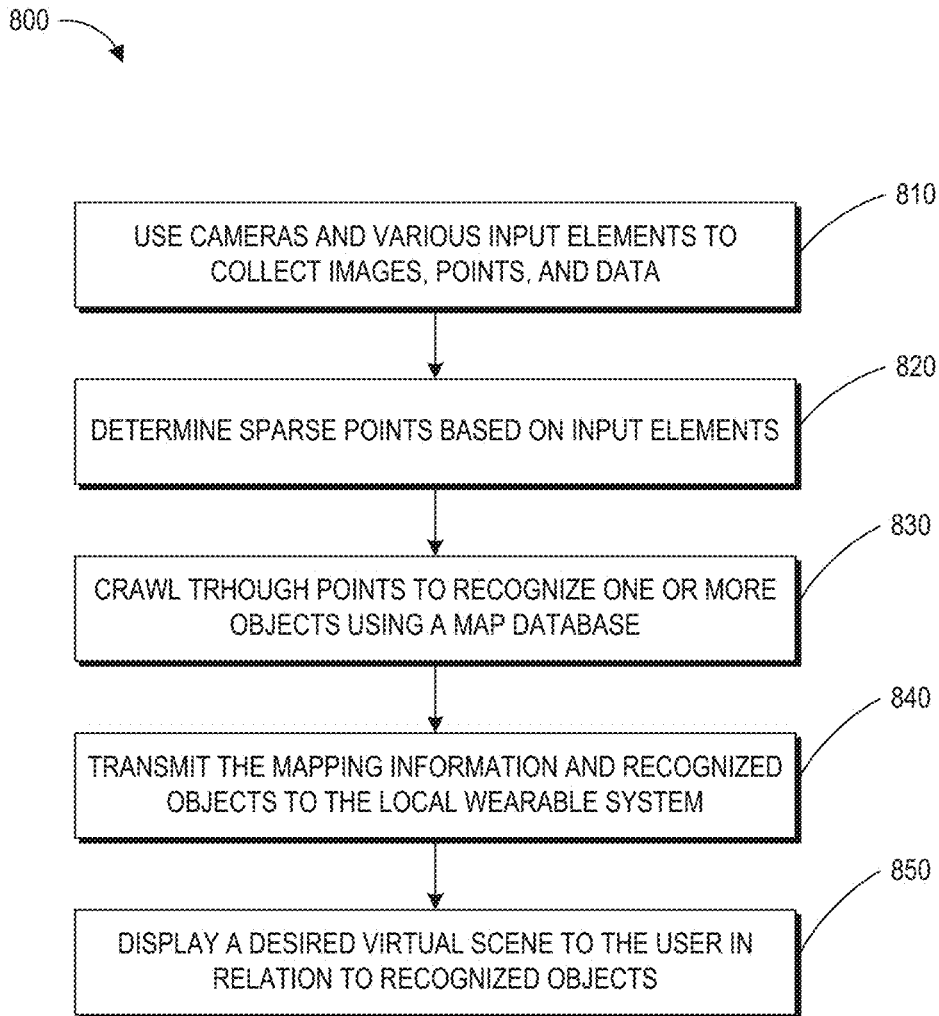 800
810
USE CAMERAS AND VARIOUS INPUT ELEMENTS TO
COLLECT IMAGES, POINTS, AND DATA
820
DETERMINE SPARSE POINTS BASED ON INPUT ELEMENTS
830
CRAWL TRHOUGH POINTS TO RECOGNIZE ONE OR MORE
OBJECTS USING A MAP DATABASE
840
TRANSMIT THE MAPPING INFORMATION AND RECOGNIZED
OBJECTS TO THE LOCAL WEARABLE SYSTEM
850
DISPLAY A DESIRED VIRTUAL SCENE TO THE USER IN
RELATION TO RECOGNIZED OBJECTS